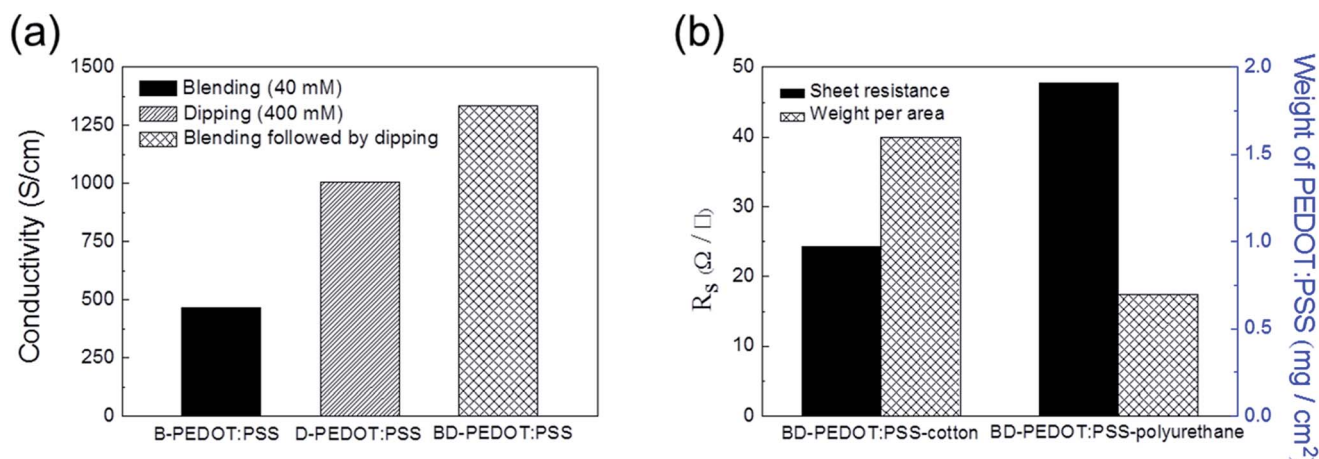 (a)
Conductivity (S/cm)
1500
1250
1000
750
500
250
0
Blending (40 mM)
Dipping (400 mM)
Blending followed by dipping
B-PEDOT:PSS
D-PEDOT:PSS
BD-PEDOT:PSS
(b)
Rs (Ω / □)
50
40
30
20
10
0
Sheet resistance
Weight per area
BD-PEDOT:PSS-cotton
BD-PEDOT:PSS-polyurethane
2.0
1.5
1.0
0.5
0.0
Weight of PEDOT:PSS (mg / cm²)